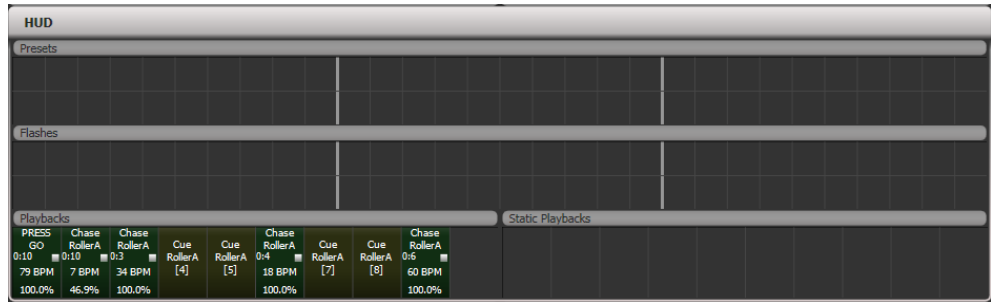 HUD
Presets
Flashes
Playbacks
Static Playbacks
PRESS Chase Chase Chase Chase
GO RollerA RollerA Cue Cue RollerA Cue Cue RollerA
0:10 0:10 0:3 RollerA RollerA 0:4 RollerA RollerA 0:6
79 BPM 7 BPM 34 BPM [4] [5] 18 BPM [7] [8] 60 BPM
100.0% 46.9% 100.0% 100.0% 100.0%